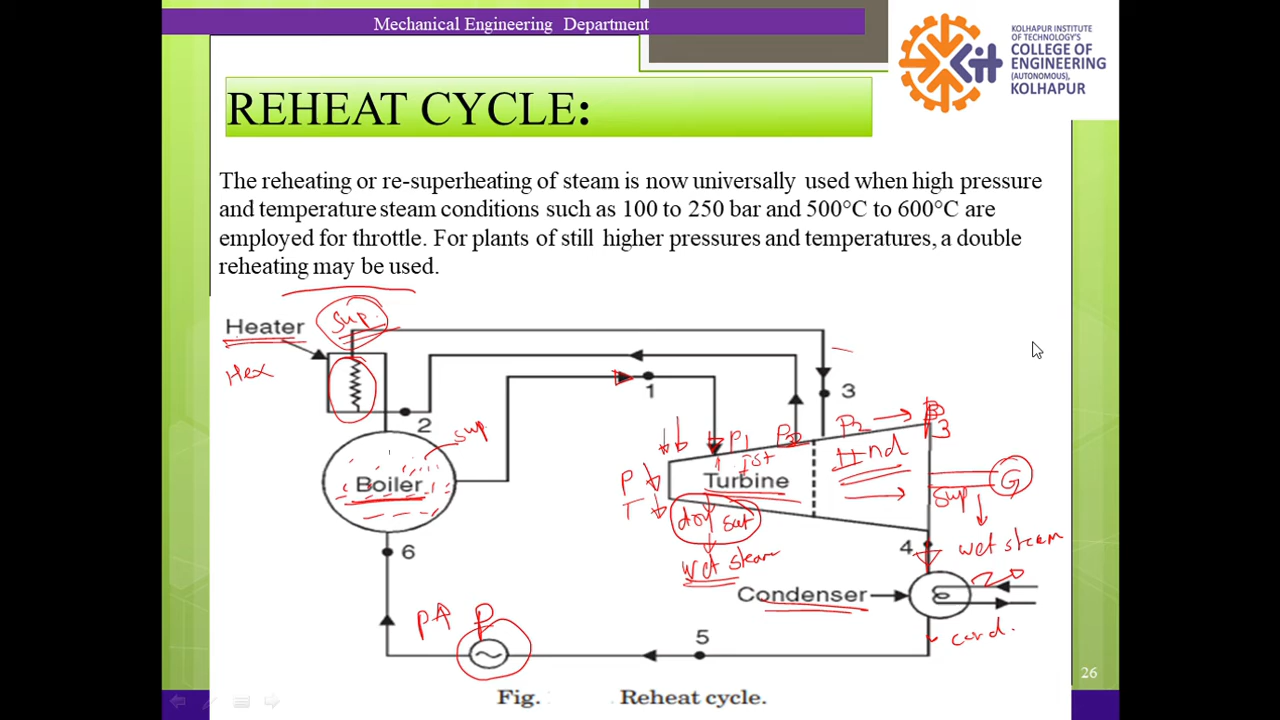 Mechanical Engineering Department
KOLHAPUR INSTITUTE
OF TECHNOLOGY'S
COLLEGE OF
ENGINEERING
(AUTONOMOUS),
KOLHAPUR
REHEAT CYCLE:
The reheating or re-superheating of steam is now universally used when high pressure
and temperature steam conditions such as 100 to 250 bar and 500°C to 600°C are
employed for throttle. For plants of still higher pressures and temperatures, a double
reheating may be used.
Heater
Sup.
Hex
1
3
2
sup
P1
P2
P2
P3
Ist
IInd
Boiler
Turbine
P
T
G
Sup
dry sat
wet steam
6
4
wet steam
Condenser
P
P
5
cond.
26
Fig. Reheat cycle.